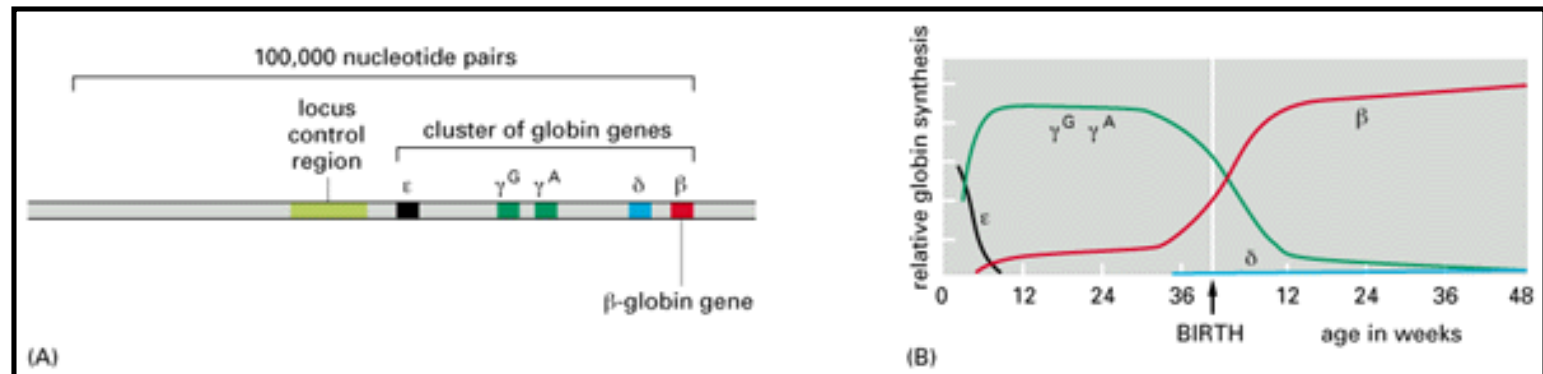 100,000 nucleotide pairs
locus
control
region
cluster of globin genes
ε
γG
γA
δ
β
β-globin gene
(A)
relative globin synthesis
γG γA
β
ε
δ
0 12 24 36 12 24 36 48
BIRTH
age in weeks
(B)